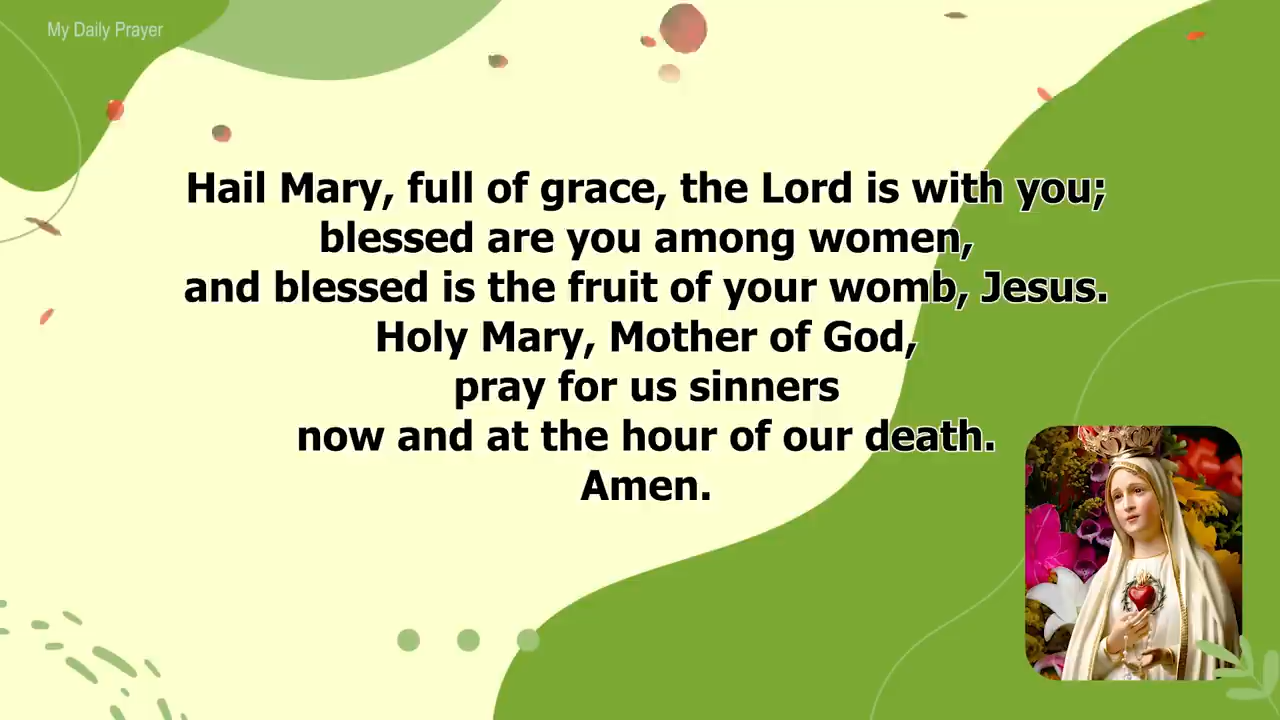 My Daily Prayer
Hail Mary, full of grace, the Lord is with you;
blessed are you among women,
and blessed is the fruit of your womb, Jesus.
Holy Mary, Mother of God,
pray for us sinners
now and at the hour of our death.
Amen.